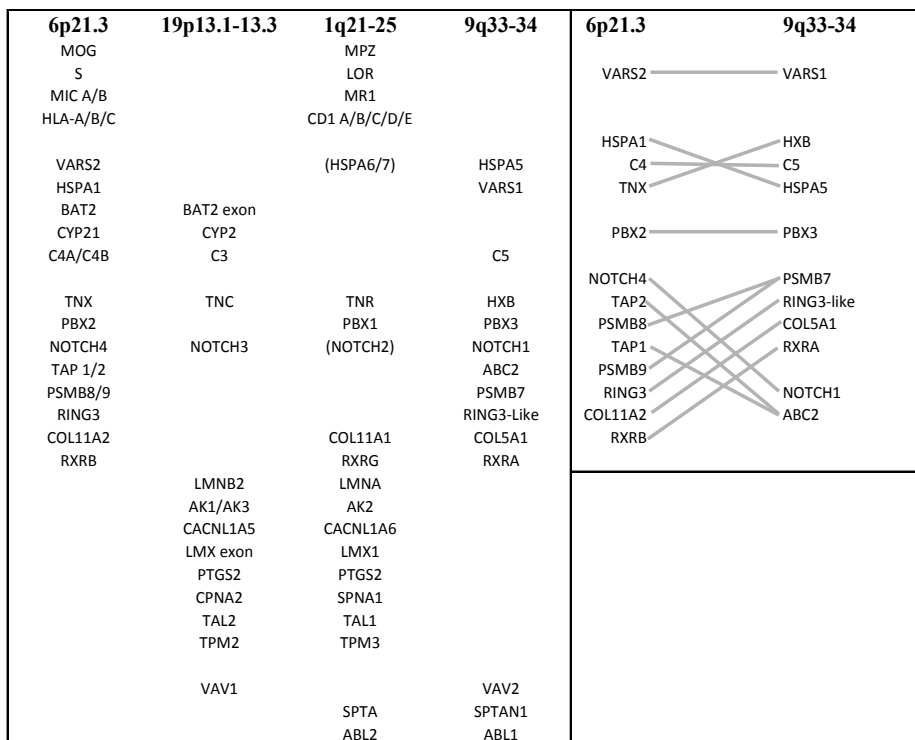 6p21.3 19p13.1-13.3 1q21-25 9q33-34
MOG MPZ
S LOR
MIC A/B MR1
HLA-A/B/C CD1 A/B/C/D/E
VARS2 (HSPA6/7) HSPA5
HSPA1 VARS1
BAT2 BAT2 exon
CYP21 CYP2
C4A/C4B C3 C5
TNX TNC TNR HXB
PBX2 PBX1 PBX3
NOTCH4 NOTCH3 (NOTCH2) NOTCH1
TAP 1/2 ABC2
PSMB8/9 PSMB7
RING3 RING3-Like
COL11A2 COL11A1 COL5A1
RXRB RXRG RXRA
LMNB2 LMNA
AK1/AK3 AK2
CACNL1A5 CACNL1A6
LMX exon LMX1
PTGS2 PTGS2
CPNA2 SPNA1
TAL2 TAL1
TPM2 TPM3
VAV1 VAV2
SPTA SPTAN1
ABL2 ABL1
6p21.3 9q33-34
VARS2 VARS1
HSPA1 HXB
C4 C5
TNX HSPA5
PBX2 PBX3
NOTCH4 PSMB7
TAP2 RING3-like
PSMB8 COL5A1
TAP1 RXRA
PSMB9
RING3 NOTCH1
COL11A2 ABC2
RXRB